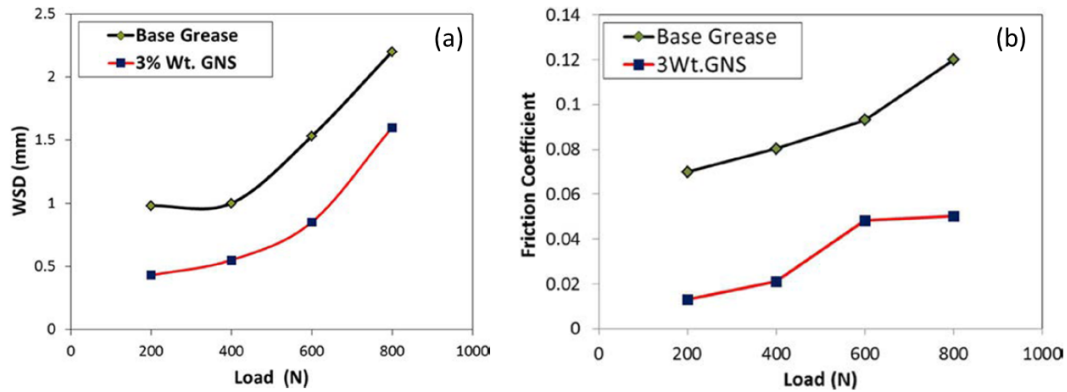 2.5
2
1.5
1
0.5
0
WSD (mm)
Base Grease
3% Wt. GNS
(a)
0 200 400 600 800 1000
Load (N)
0.14
0.12
0.1
0.08
0.06
0.04
0.02
0
Friction Coefficient
Base Grease
3Wt.GNS
(b)
0 200 400 600 800 1000
Load (N)